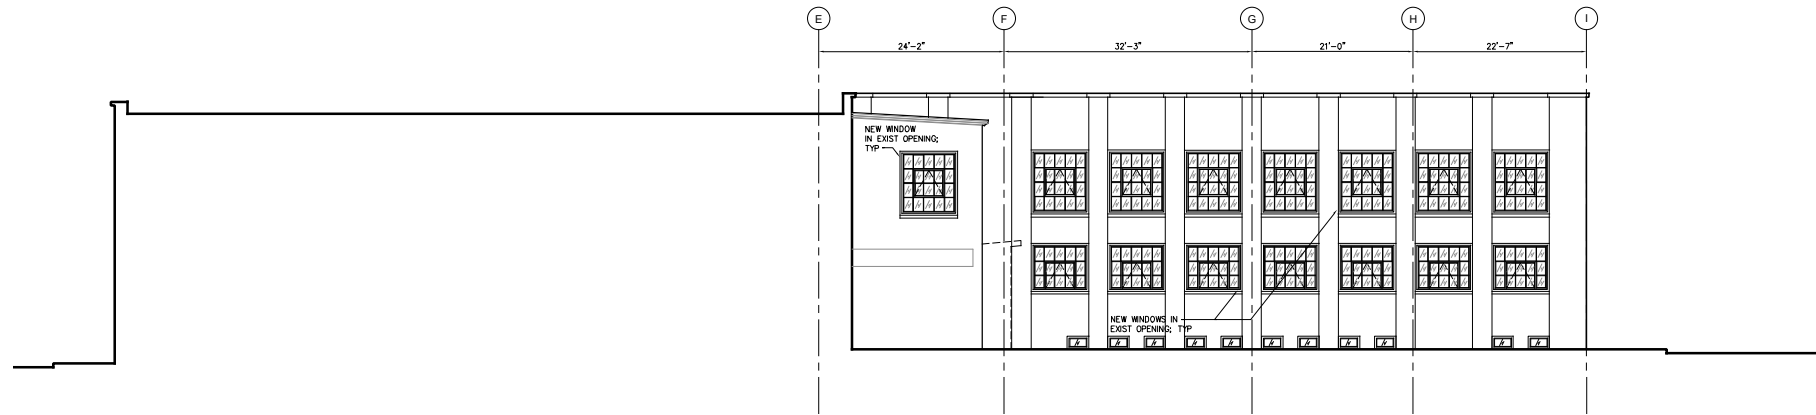 E F G H I
24'-2" 32'-3" 21'-0" 22'-7"
NEW WINDOW
IN EXIST OPENING;
TYP
NEW WINDOWS IN
EXIST OPENING; TYP